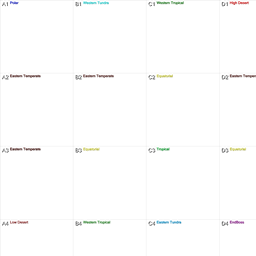 A1 Polar
B1 Western Tundra
C1 Western Tropical
D1 High Desert
A2 Eastern Temperate
B2 Eastern Temperate
C2 Equatorial
D2 Eastern Temperate
A3 Eastern Temperate
B3 Equatorial
C3 Tropical
D3 Equatorial
A4 Low Desert
B4 Western Tropical
C4 Eastern Tundra
D4 EndBoss